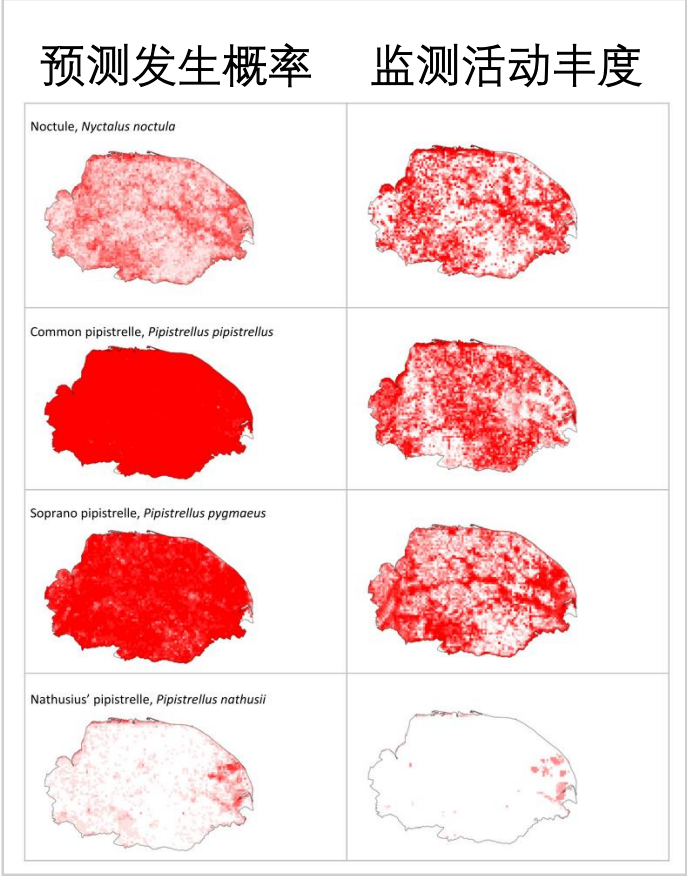 预测发生概率
监测活动丰度
Noctule, Nyctalus noctula
Common pipistrelle, Pipistrellus pipistrellus
Soprano pipistrelle, Pipistrellus pygmaeus
Nathusius’ pipistrelle, Pipistrellus nathusii